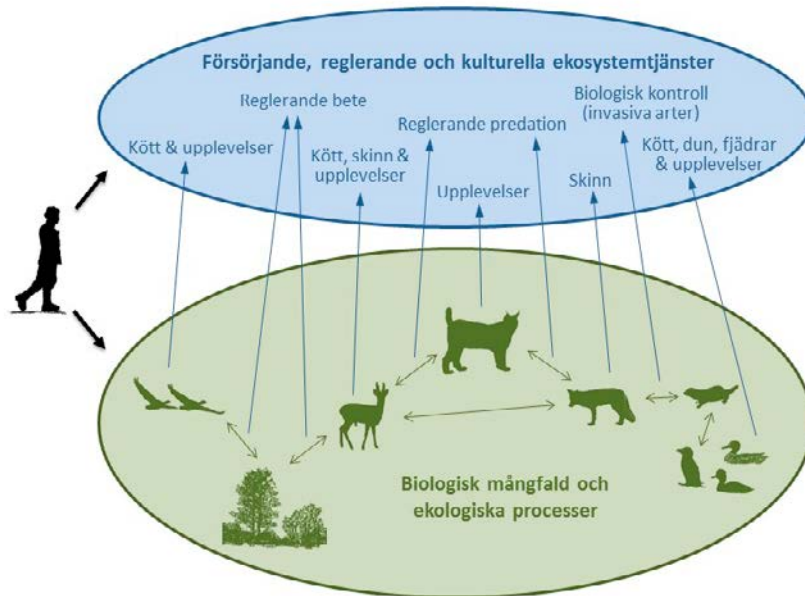 Försörjande, reglerande och kulturella ekosystemtjänster
Reglerande bete
Biologisk kontroll
(invasiva arter)
Reglerande predation
Kött & upplevelser
Kött, skinn &
upplevelser
Kött, dun, fjädrar
& upplevelser
Upplevelser
Skinn
Biologisk mångfald och
ekologiska processer